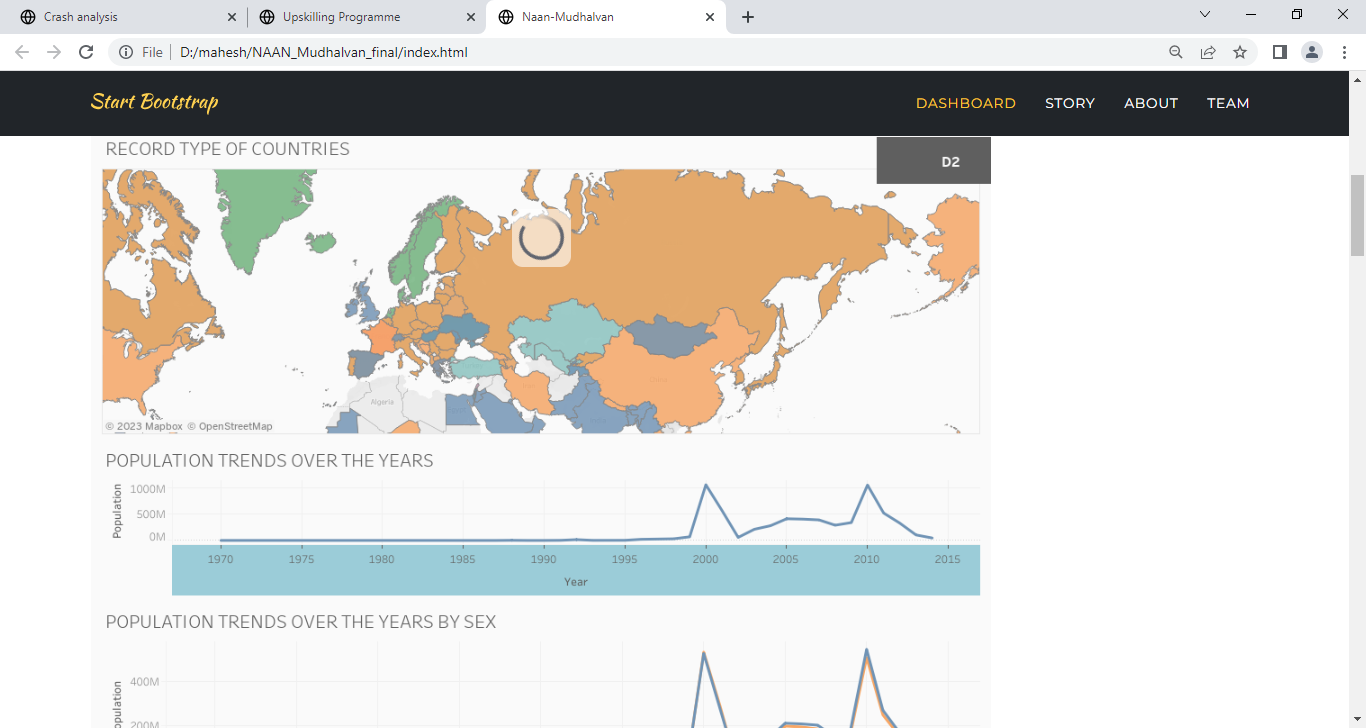 Crash analysis
Upskilling Programme
Naan-Mudhalvan
File
D:/mahesh/NAAN_Mudhalvan_final/index.html
Start Bootstrap
DASHBOARD
STORY
ABOUT
TEAM
RECORD TYPE OF COUNTRIES
D2
Algeria
© 2023 Mapbox © OpenStreetMap
POPULATION TRENDS OVER THE YEARS
Population
1000M
500M
0M
1970 1975 1980 1985 1990 1995 2000 2005 2010 2015
Year
POPULATION TRENDS OVER THE YEARS BY SEX
400M
200M